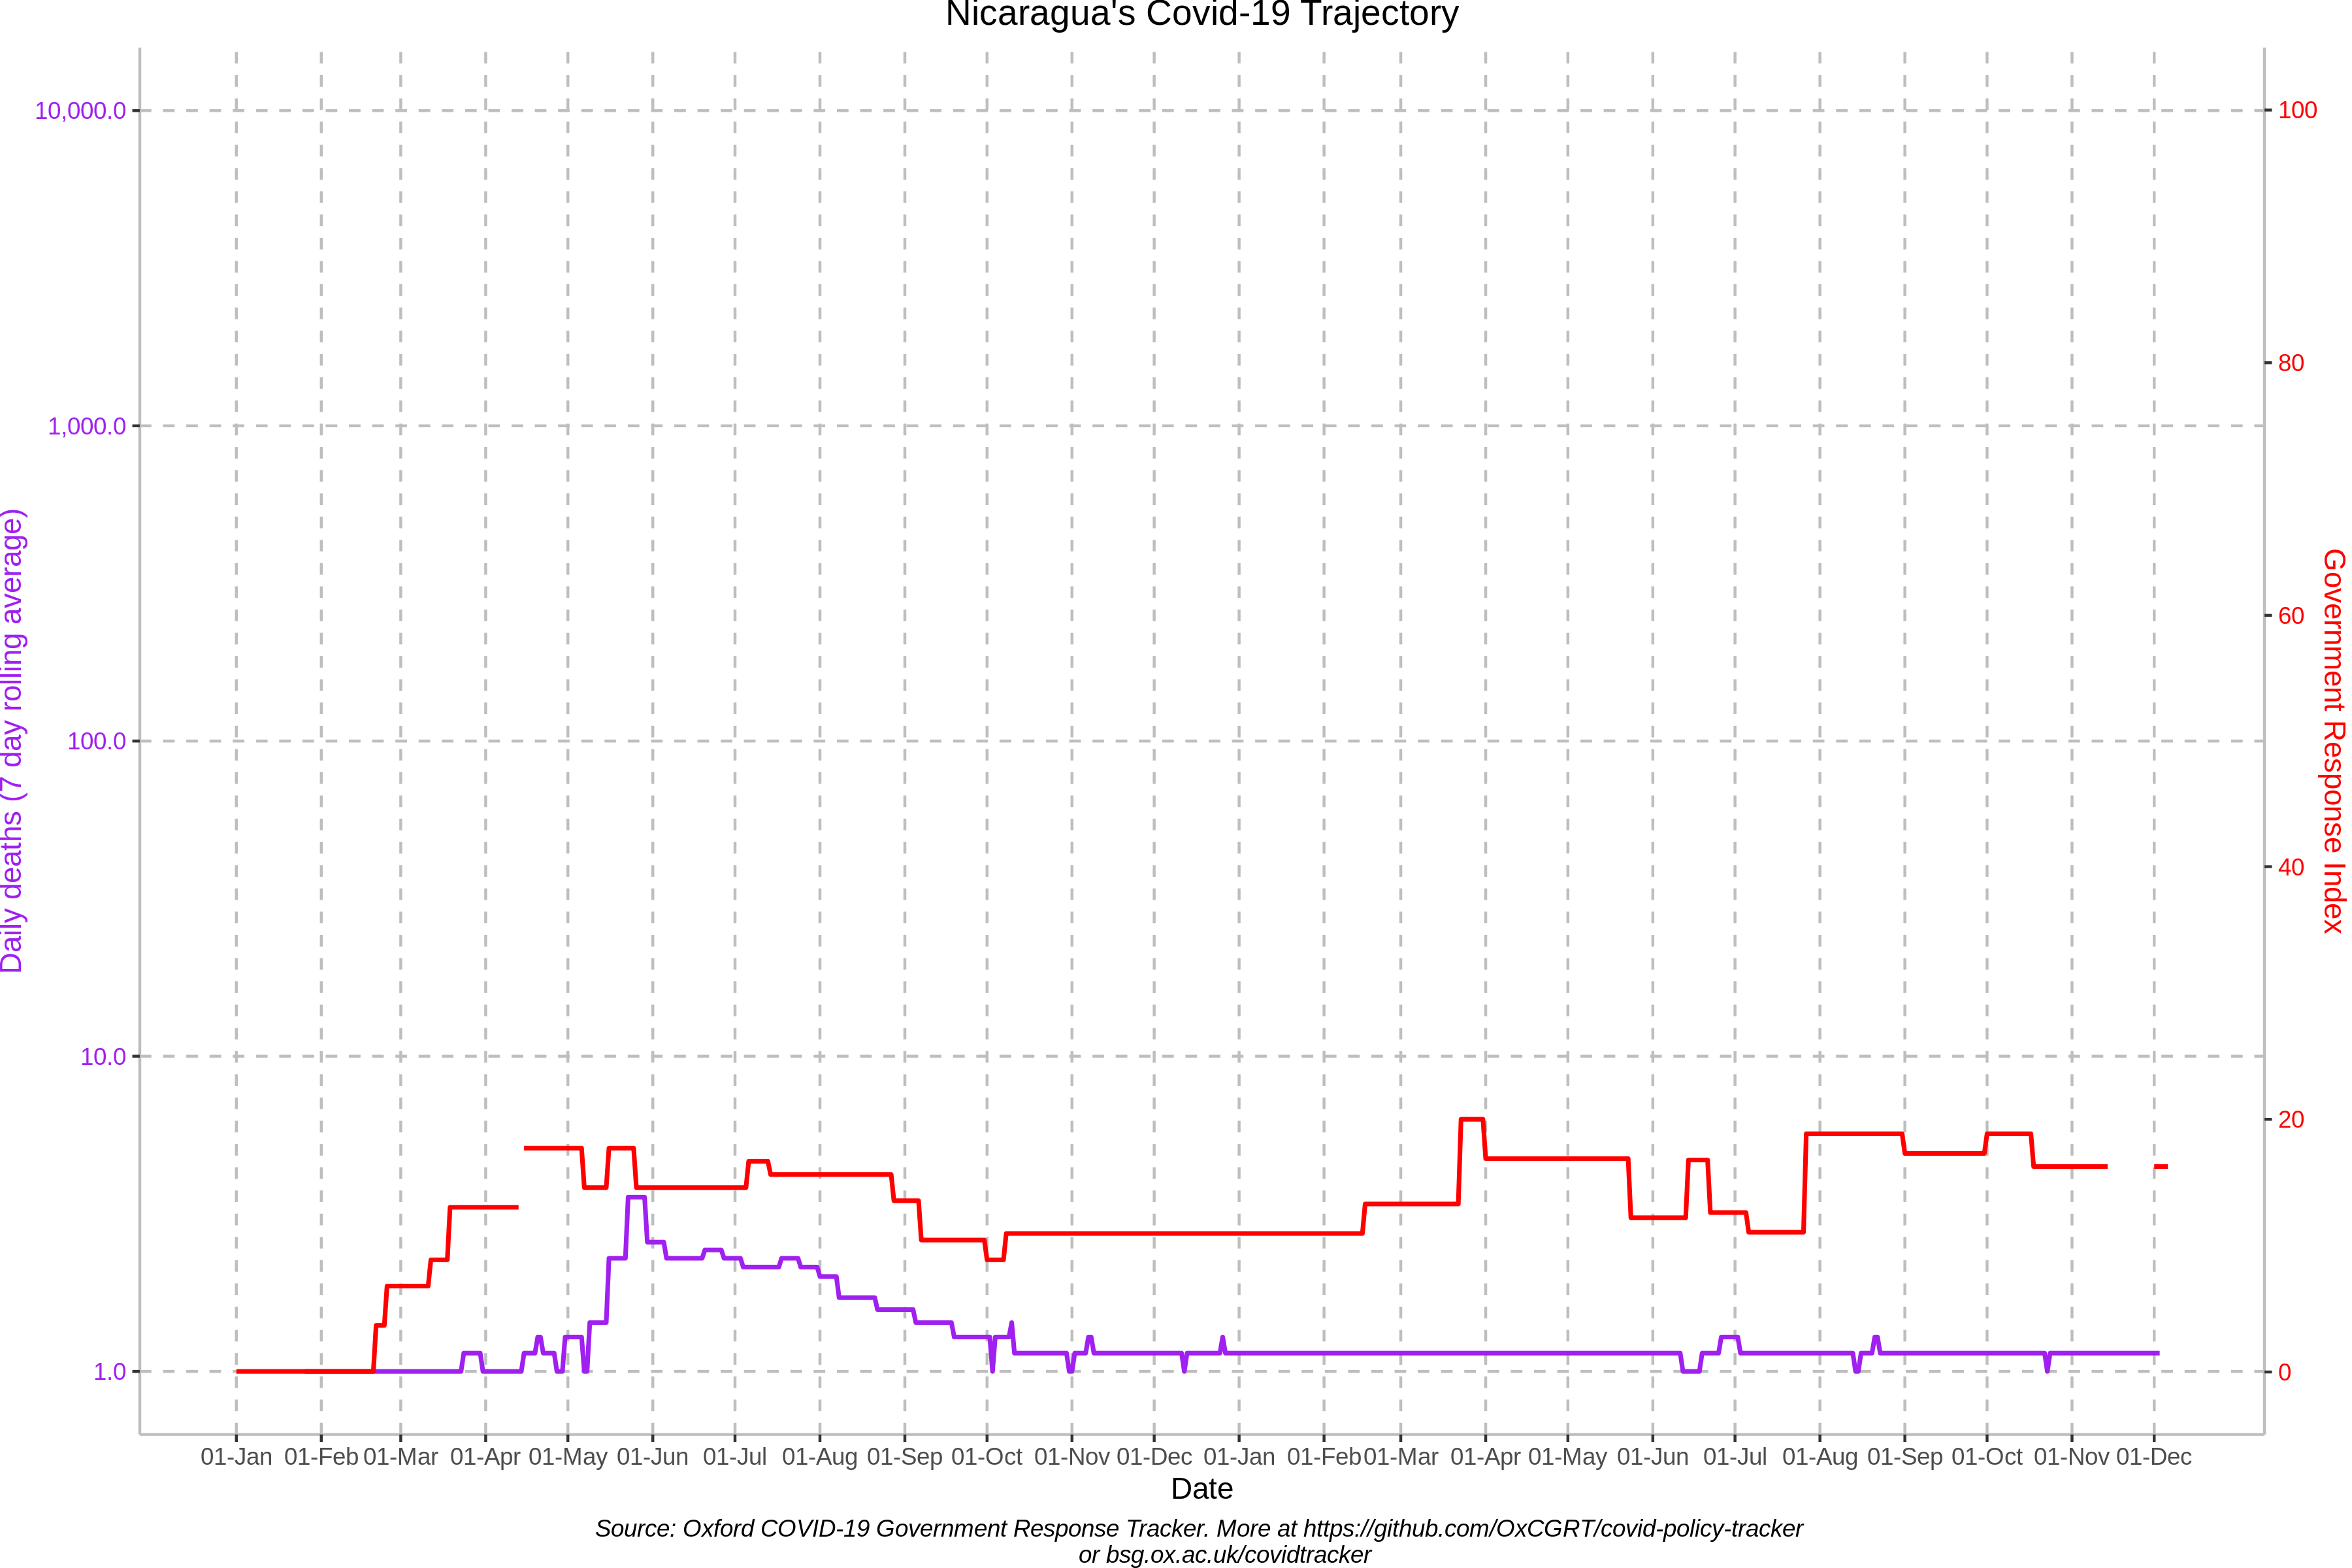 Nicaragua's Covid-19 Trajectory
10,000.0
1,000.0
100.0
10.0
1.0
Daily deaths (7 day rolling average)
100
80
60
40
20
0
Government Response Index
01-Jan 01-Feb 01-Mar 01-Apr 01-May 01-Jun 01-Jul 01-Aug 01-Sep 01-Oct 01-Nov 01-Dec 01-Jan 01-Feb 01-Mar 01-Apr 01-May 01-Jun 01-Jul 01-Aug 01-Sep 01-Oct 01-Nov 01-Dec
Date
Source: Oxford COVID-19 Government Response Tracker. More at https://github.com/OxCGRT/covid-policy-tracker
or bsg.ox.ac.uk/covidtracker